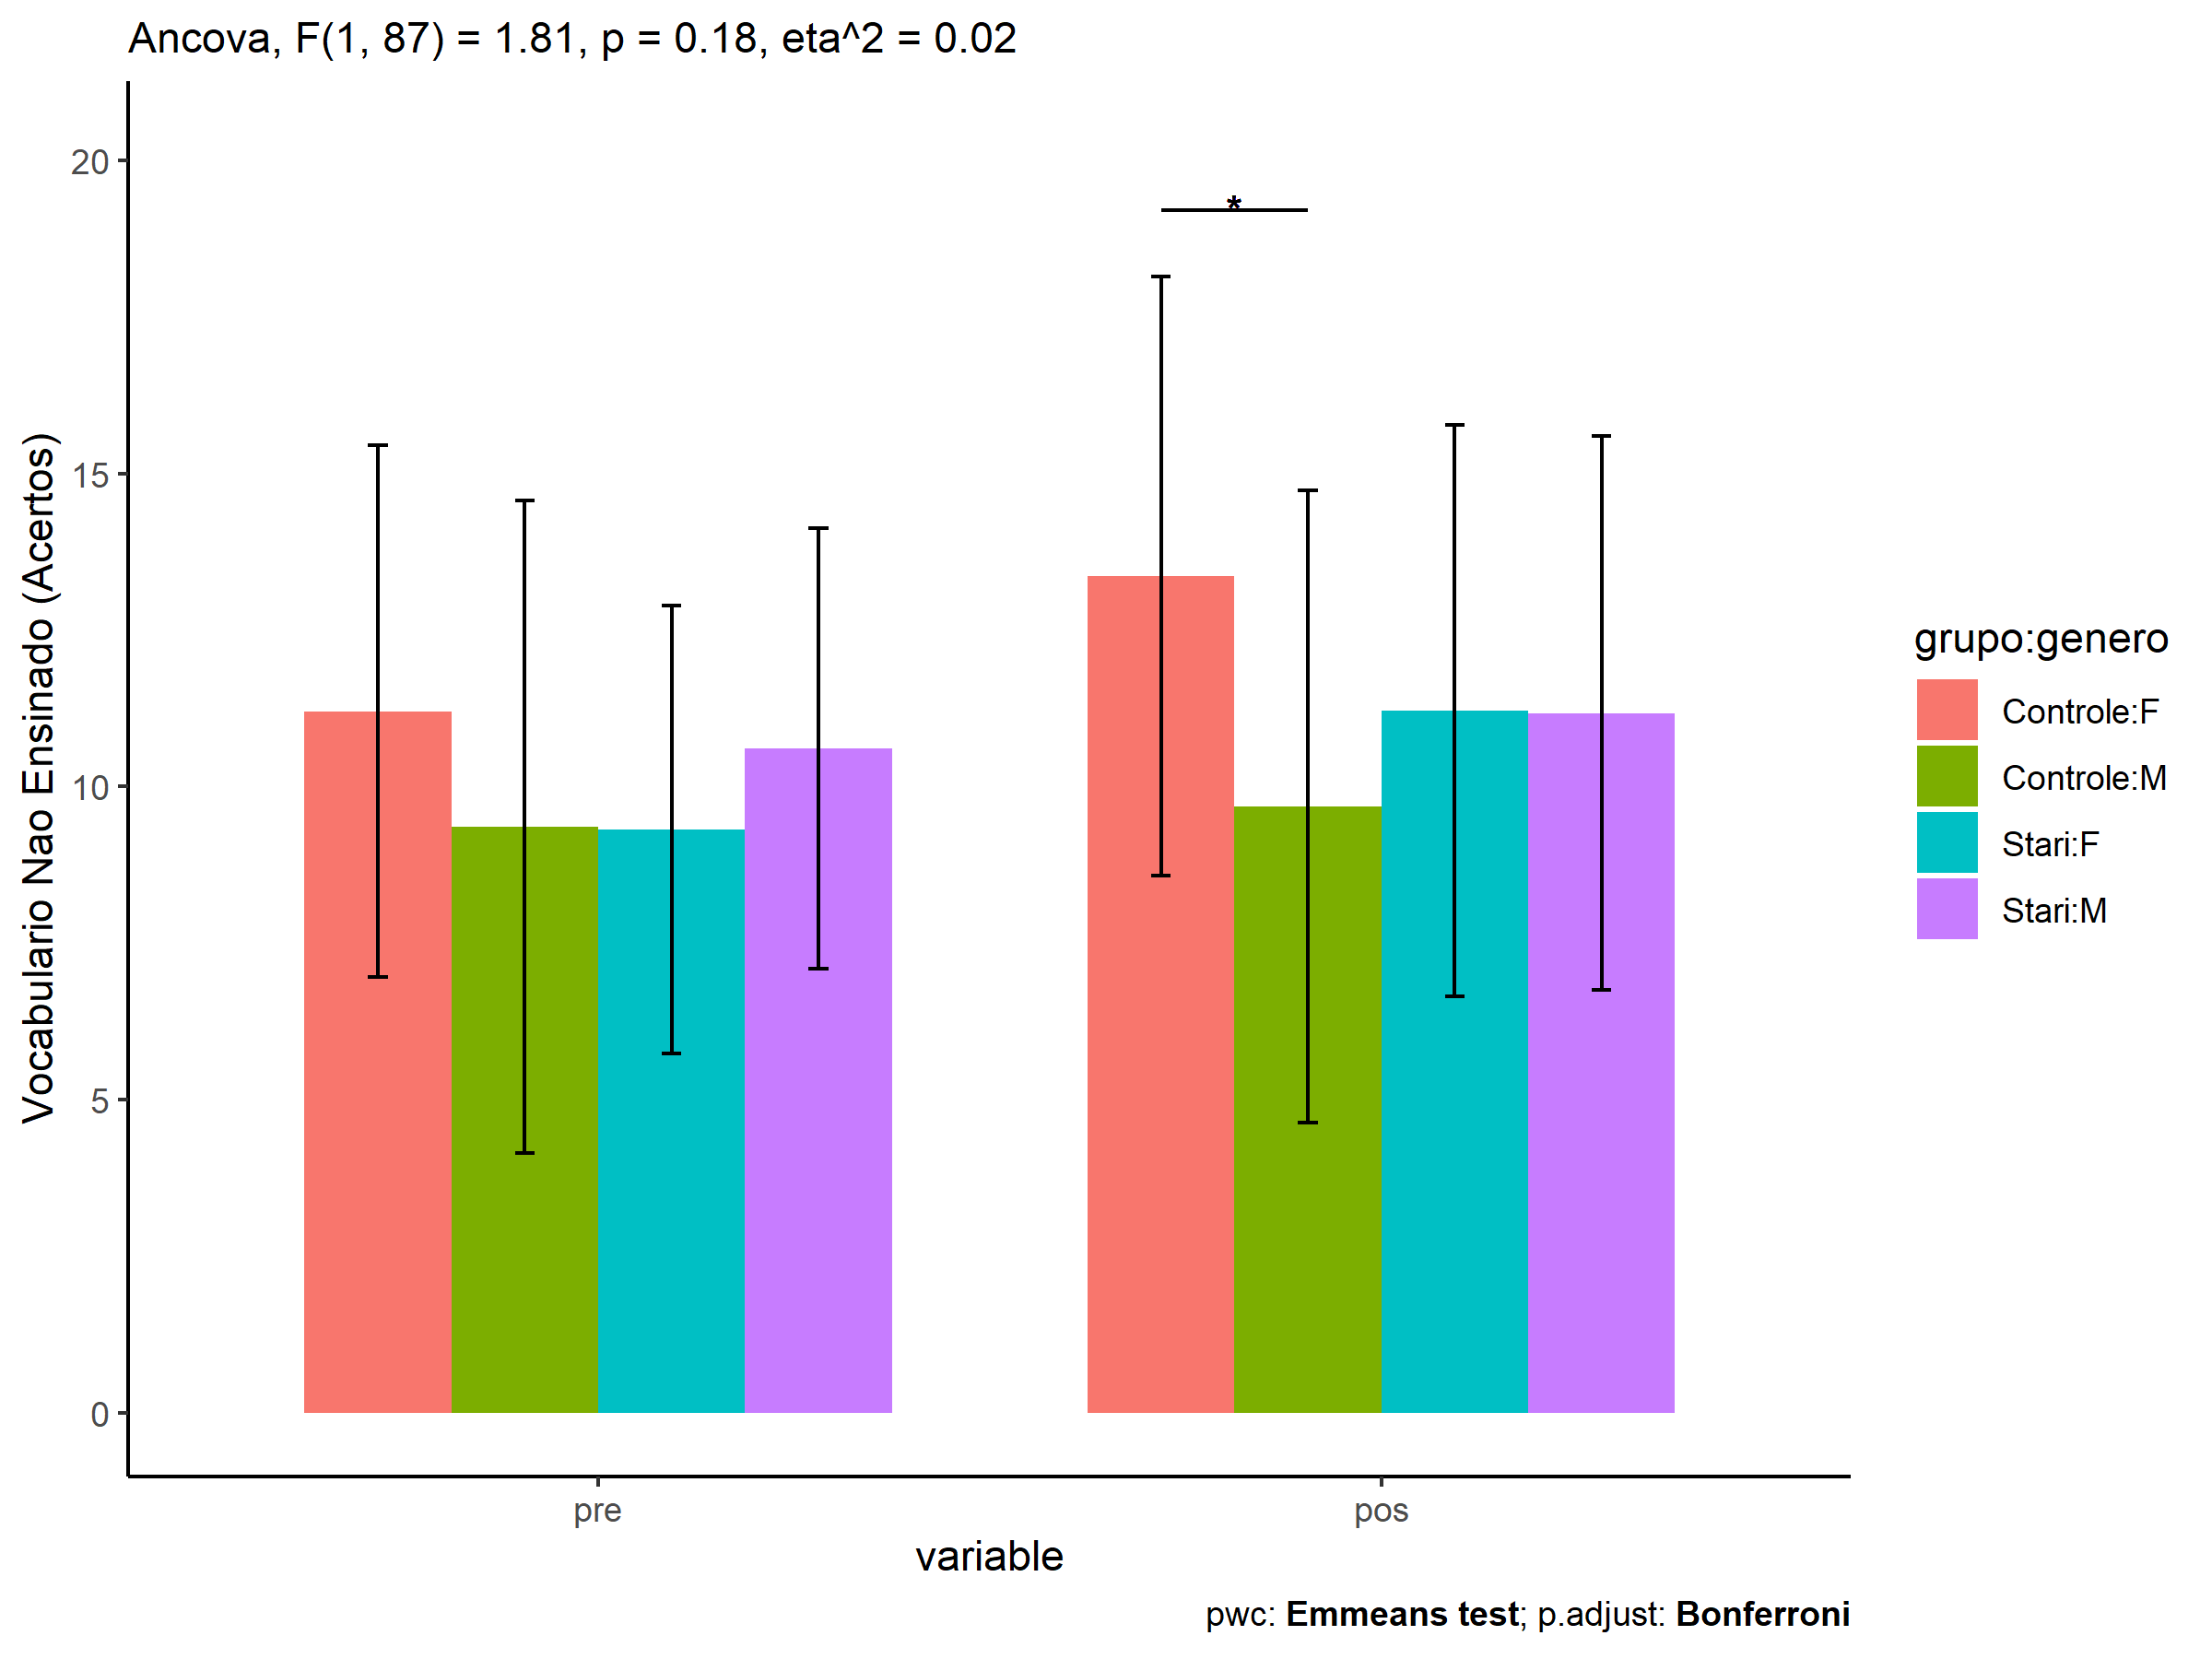 Ancova, F(1, 87) = 1.81, p = 0.18, eta^2 = 0.02
Vocabulario Nao Ensinado (Acertos)
20
15
10
5
0
*
pre
pos
variable
grupo:genero
Controle:F
Controle:M
Stari:F
Stari:M
pwc: Emmeans test; p.adjust: Bonferroni